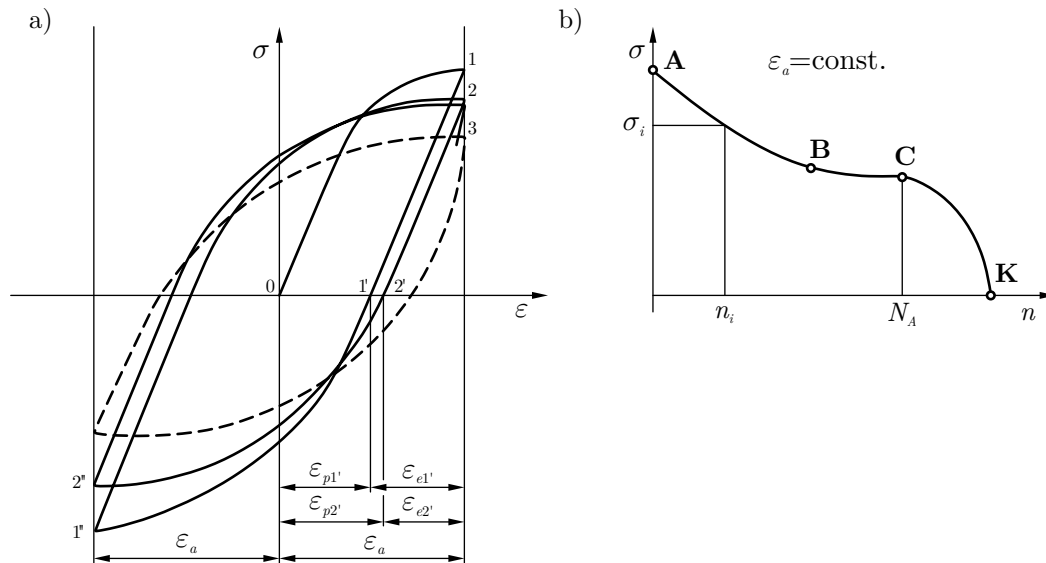 a)
σ
1
2
3
0
1'
2'
ε
2"
1"
ε_p1'
ε_e1'
ε_p2'
ε_e2'
ε_a
ε_a
b)
σ
A
ε_a=const.
σ_i
B
C
K
n_i
N_A
n